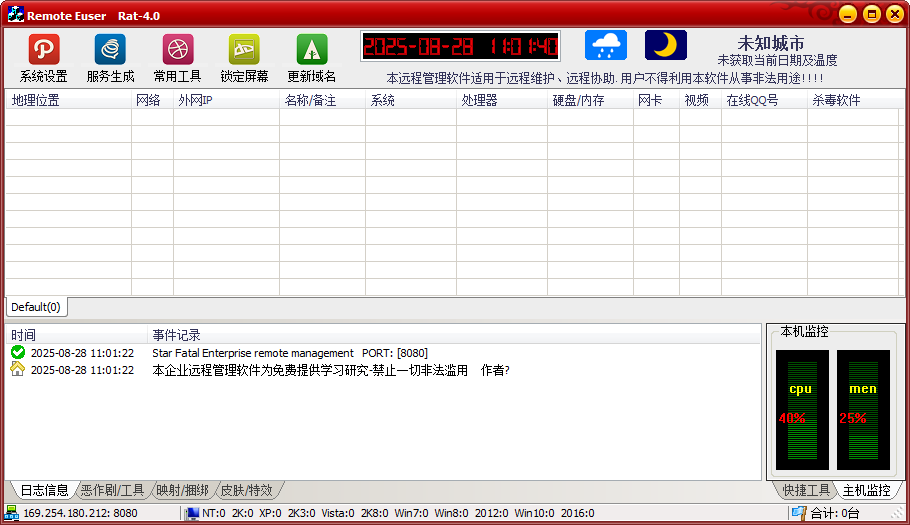 Remote Euser Rat-4.0
系统设置 服务生成 常用工具 锁定屏幕 更新域名
2025-08-28 11:01:40
未知城市
未获取当前日期及温度
本远程管理软件适用于远程维护、远程协助. 用户不得利用本软件从事非法用途!!!!
地理位置 网络 外网IP 名称/备注 系统 处理器 硬盘/内存 网卡 视频 在线QQ号 杀毒软件
Default(0)
时间 事件记录
2025-08-28 11:01:22 Star Fatal Enterprise remote management PORT: [8080]
2025-08-28 11:01:22 本企业远程管理软件为免费提供学习研究-禁止一切非法滥用 作者?
本机监控
cpu men
40% 25%
日志信息 恶作剧/工具 映射/捆绑 皮肤/特效
快捷工具 主机监控
169.254.180.212: 8080 NT:0 2K:0 XP:0 2K3:0 Vista:0 2K8:0 Win7:0 Win8:0 2012:0 Win10:0 2016:0 合计: 0台